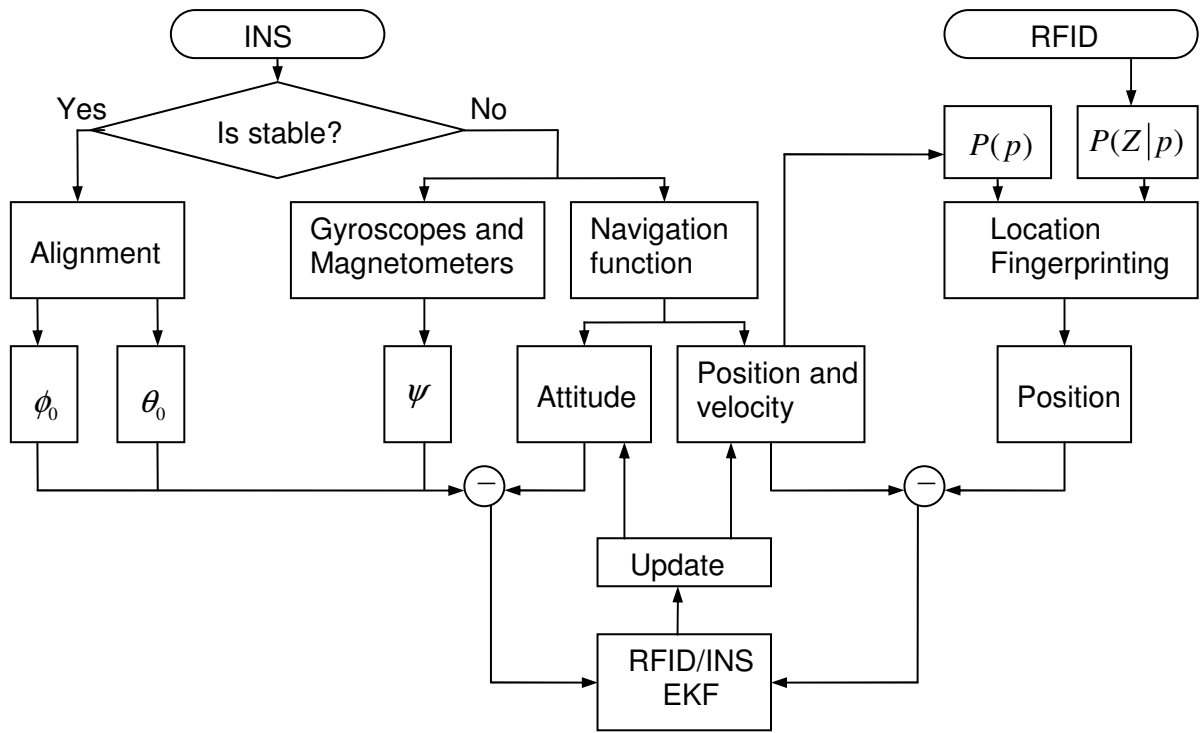 INS
RFID
Yes
No
Is stable?
P(p)
P(Z|p)
Alignment
Gyroscopes and
Magnetometers
Navigation
function
Location
Fingerprinting
ϕ₀
θ₀
ψ
Attitude
Position and
velocity
Position
−
−
Update
RFID/INS
EKF